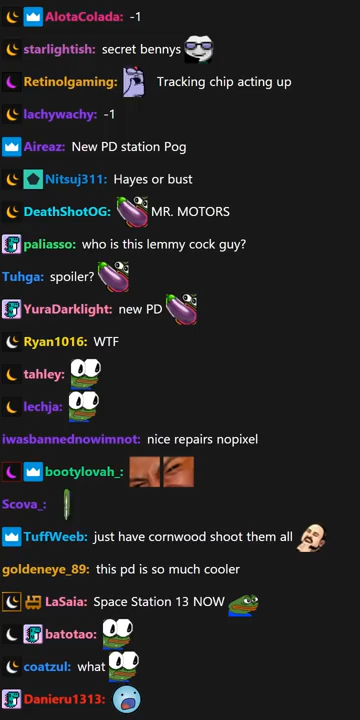 AlotaColada: -1
starlightish: secret bennys
Retinolgaming: Tracking chip acting up
lachywachy: -1
Aireaz: New PD station Pog
Nitsuj311: Hayes or bust
DeathShotOG: MR. MOTORS
paliasso: who is this lemmy cock guy?
Tuhga: spoiler?
YuraDarklight: new PD
Ryan1016: WTF
tahley:
lechja:
iwasbannednowimnot: nice repairs nopixel
bootylovah_:
Scova_:
TuffWeeb: just have cornwood shoot them all
goldeneye_89: this pd is so much cooler
LaSaia: Space Station 13 NOW
batotao:
coatzul: what
Danieru1313: